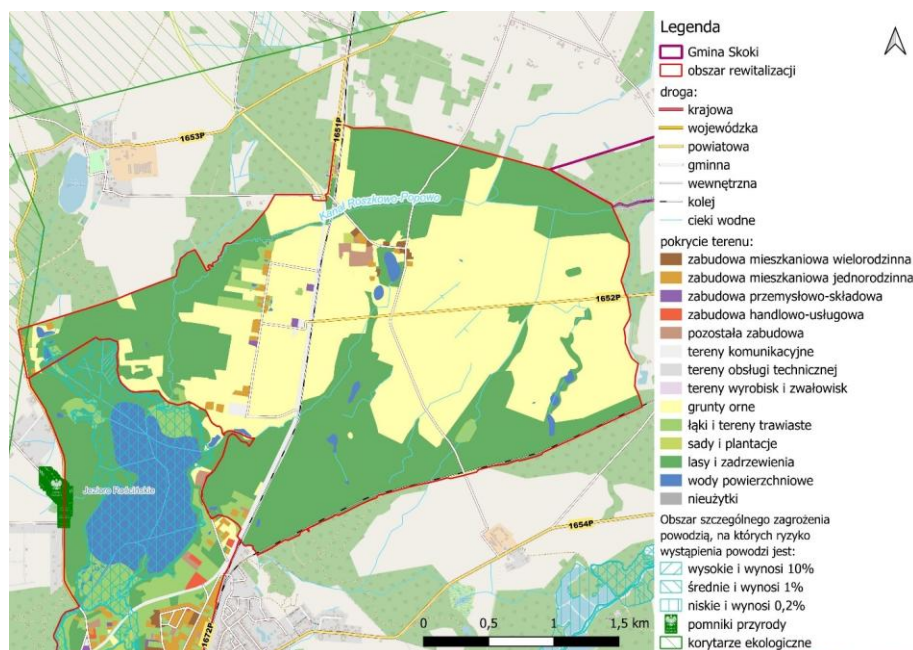 1653P
1651P
Kanał Roszkowo-Popowo
1652P
1654P
1672P
0 0,5 1 1,5 km
Legenda
Gmina Skoki
obszar rewitalizacji
droga:
krajowa
wojewódzka
powiatowa
gminna
wewnętrzna
kolej
cieki wodne
pokrycie terenu:
zabudowa mieszkaniowa wielorodzinna
zabudowa mieszkaniowa jednorodzinna
zabudowa przemysłowo-składowa
zabudowa handlowo-usługowa
pozostała zabudowa
tereny komunikacyjne
tereny obsługi technicznej
tereny wyrobisk i zwałowisk
grunty orne
łąki i tereny trawiaste
sady i plantacje
lasy i zadrzewienia
wody powierzchniowe
nieużytki
Obszar szczególnego zagrożenia
powodzią, na których ryzyko
wystąpienia powodzi jest:
wysokie i wynosi 10%
średnie i wynosi 1%
niskie i wynosi 0,2%
pomniki przyrody
korytarze ekologiczne